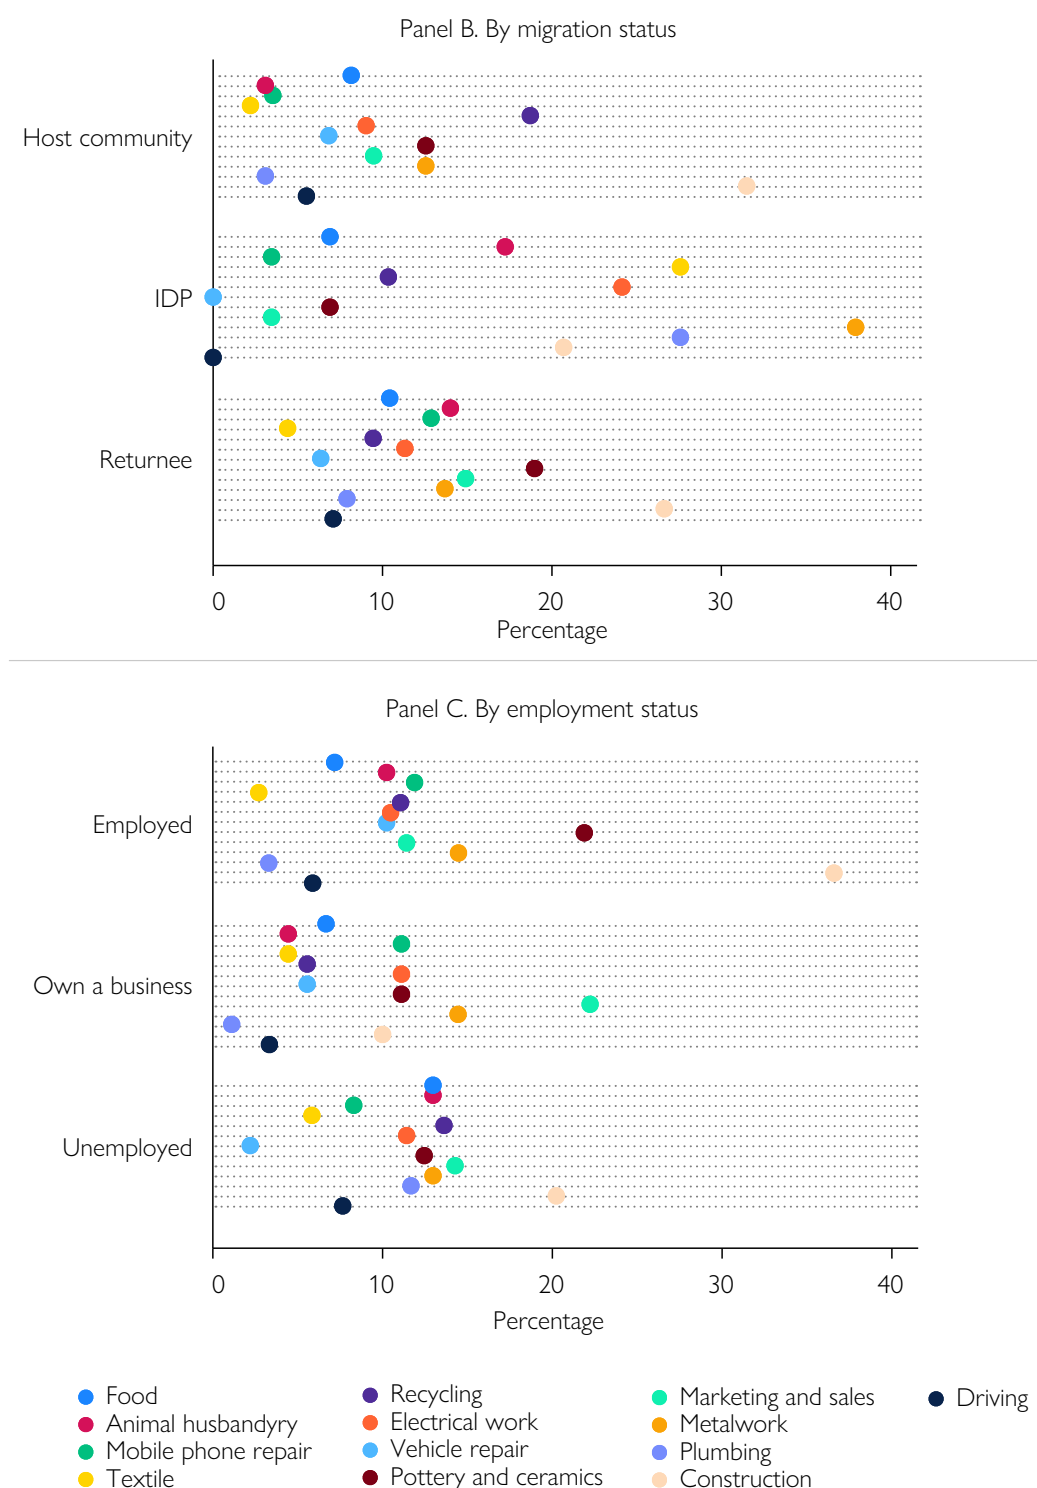 Panel B. By migration status
Host community
IDP
Returnee
0 10 20 30 40
Percentage
Panel C. By employment status
Employed
Own a business
Unemployed
0 10 20 30 40
Percentage
Food
Animal husbandyry
Mobile phone repair
Textile
Recycling
Electrical work
Vehicle repair
Pottery and ceramics
Marketing and sales
Metalwork
Plumbing
Construction
Driving